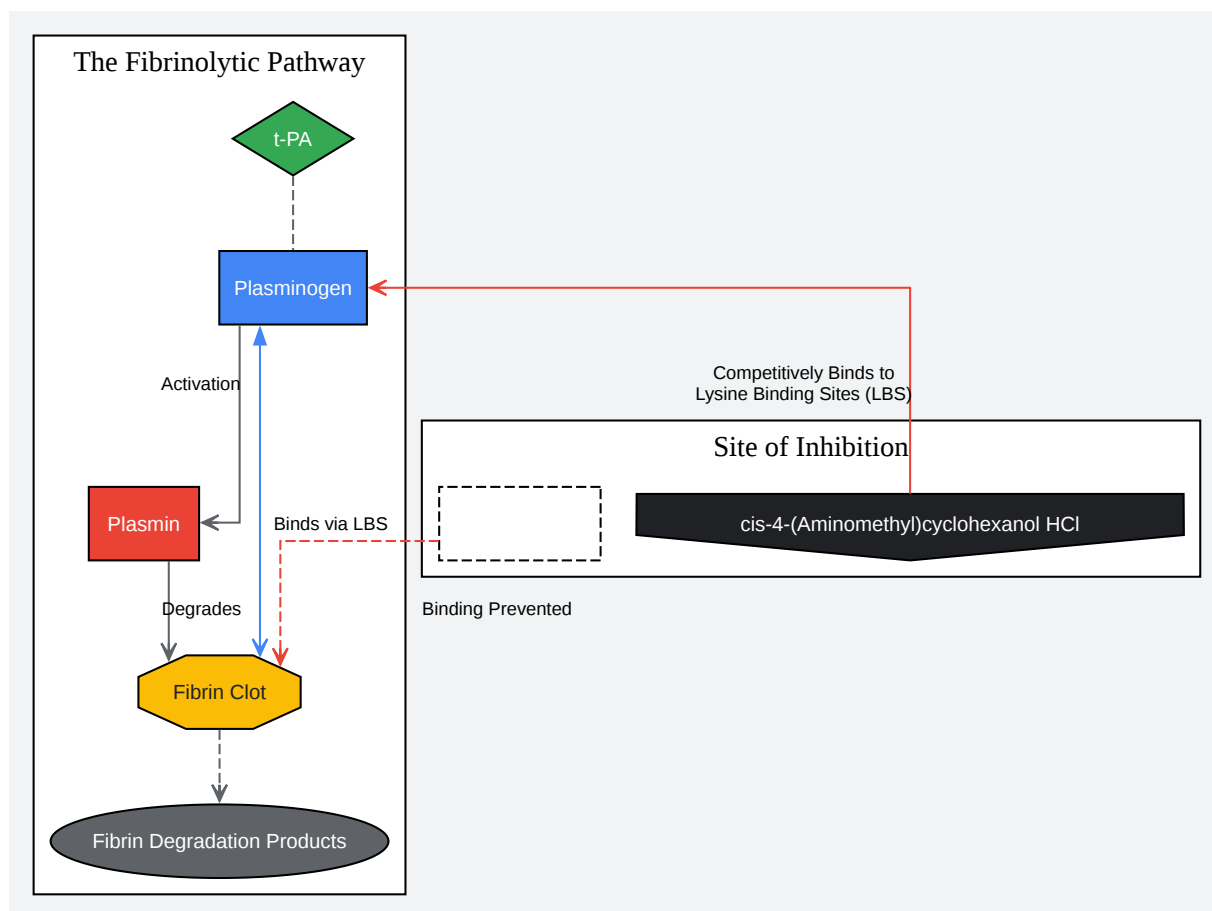 The Fibrinolytic Pathway
t-PA
Plasminogen
Activation
Competitively Binds to
Lysine Binding Sites (LBS)
Site of Inhibition
Plasmin
Binds via LBS
cis-4-(Aminomethyl)cyclohexanol HCl
Degrades
Binding Prevented
Fibrin Clot
Fibrin Degradation Products